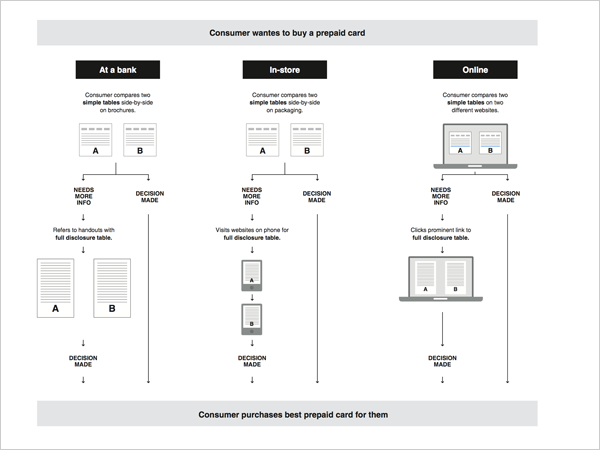 Consumer wantes to buy a prepaid card
At a bank
In-store
Online
Consumer compares two
simple tables side-by-side
on brochures.
Consumer compares two
simple tables side-by-side
on packaging.
Consumer compares two
simple tables on two
different websites.
A
B
A
B
A
B
NEEDS
MORE
INFO
DECISION
MADE
NEEDS
MORE
INFO
DECISION
MADE
NEEDS
MORE
INFO
DECISION
MADE
Refers to handouts with
full disclosure table.
Visits websites on phone for
full disclosure table.
Clicks prominent link to
full disclosure table.
A
B
A
B
A
B
DECISION
MADE
DECISION
MADE
DECISION
MADE
Consumer purchases best prepaid card for them